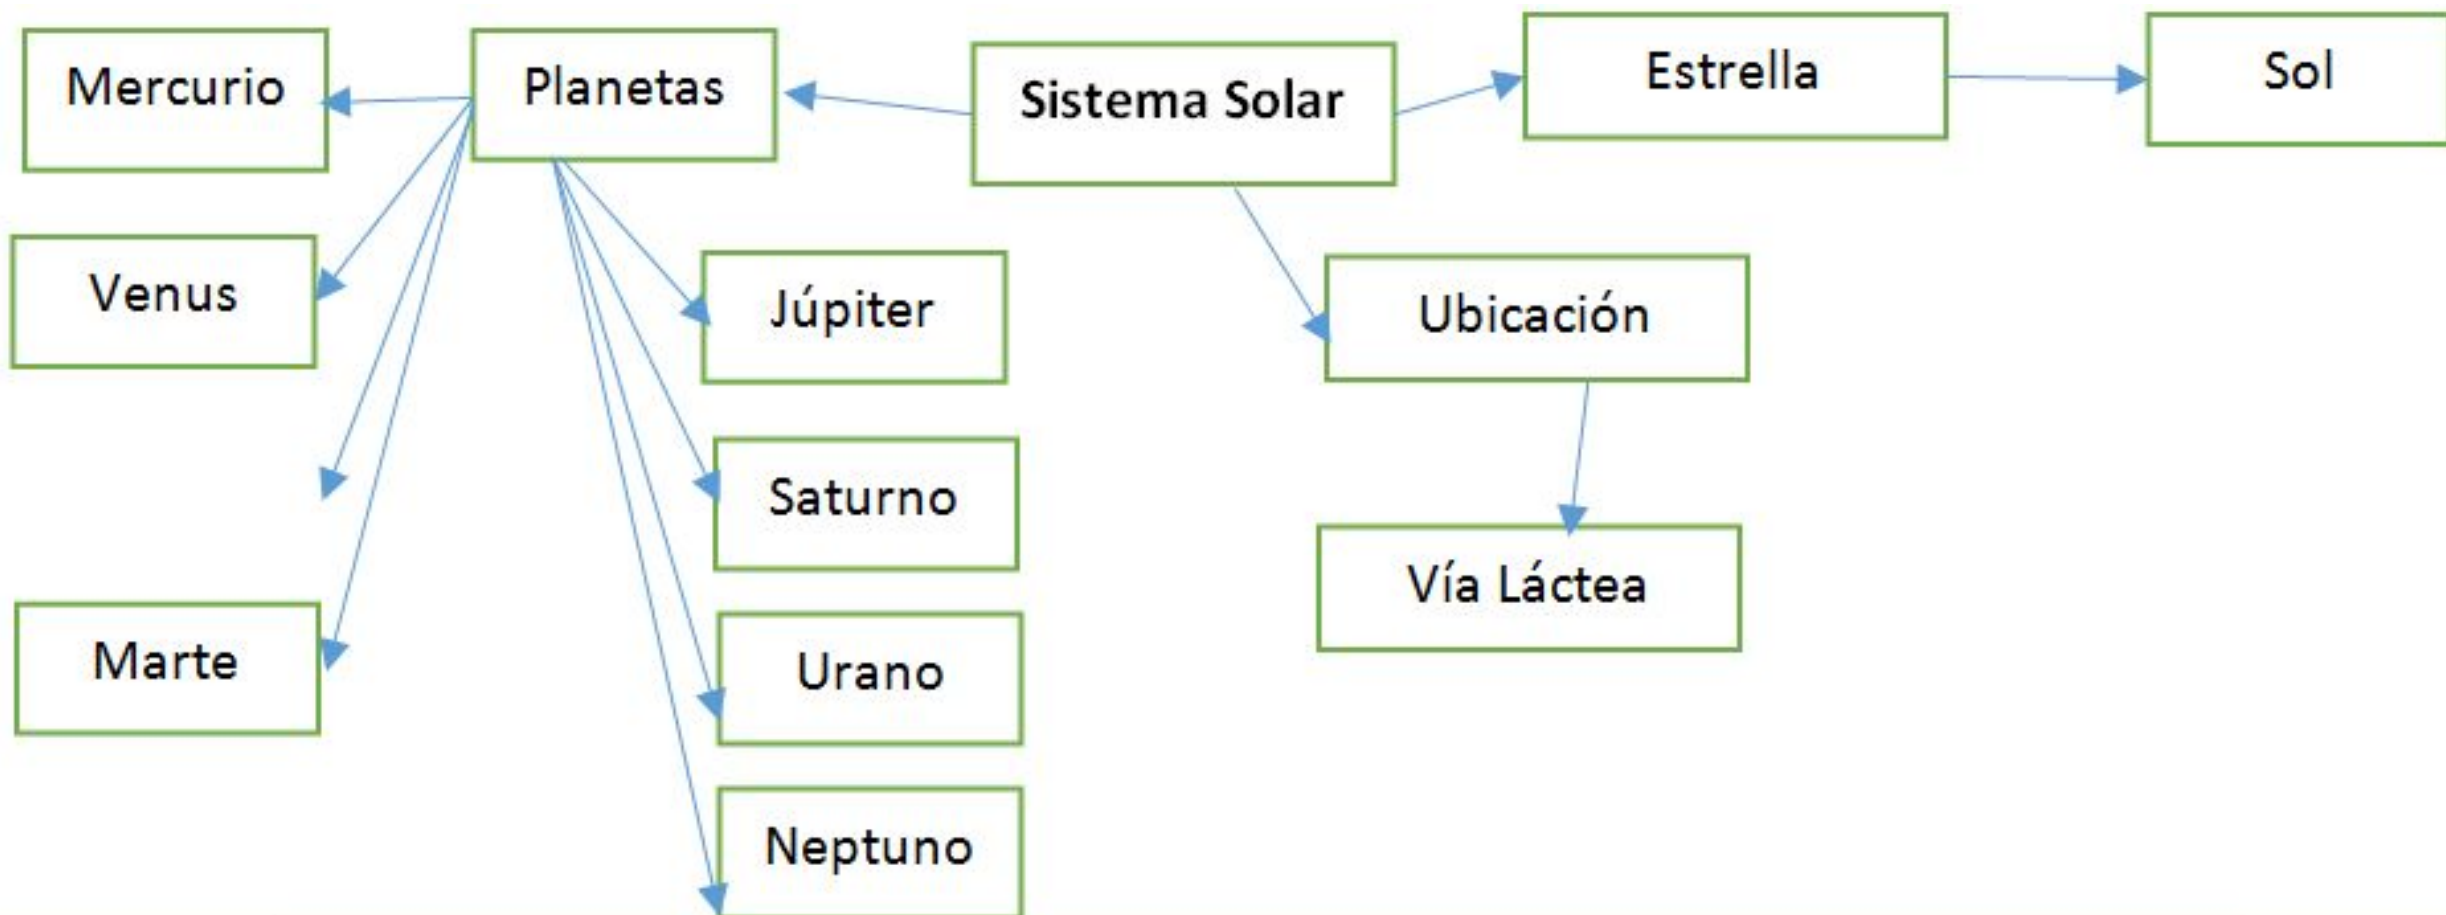 Mercurio
Planetas
Sistema Solar
Estrella
Sol
Venus
Júpiter
Ubicación
Saturno
Vía Láctea
Marte
Urano
Neptuno